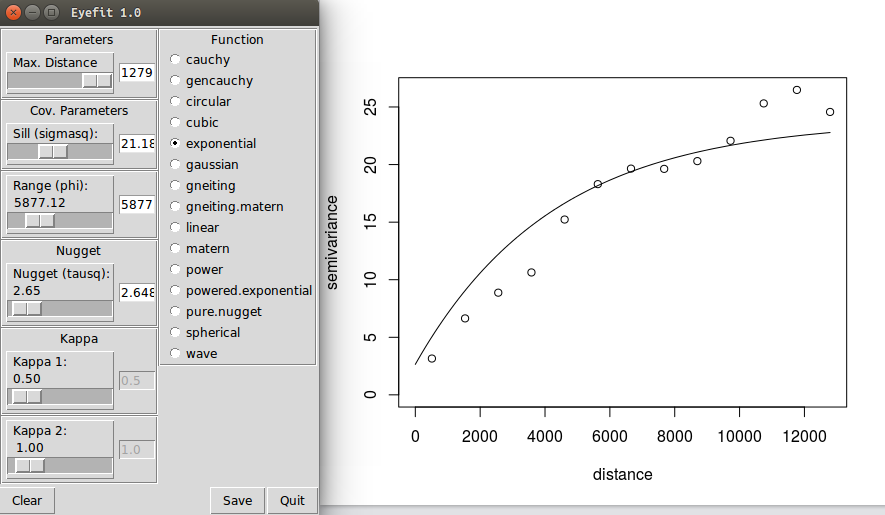 Eyefit 1.0
Parameters
Max. Distance
1279
Cov. Parameters
Sill (sigmasq):
21.18
Range (phi):
5877.12
5877
Nugget
Nugget (tausq):
2.65
2.648
Kappa
Kappa 1:
0.50
0.5
Kappa 2:
1.00
1.0
Clear
Save
Quit
Function
cauchy
gencauchy
circular
cubic
exponential
gaussian
gneiting
gneiting.matern
linear
matern
power
powered.exponential
pure.nugget
spherical
wave
semivariance
25
20
15
10
5
0
0 2000 4000 6000 8000 10000 12000
distance